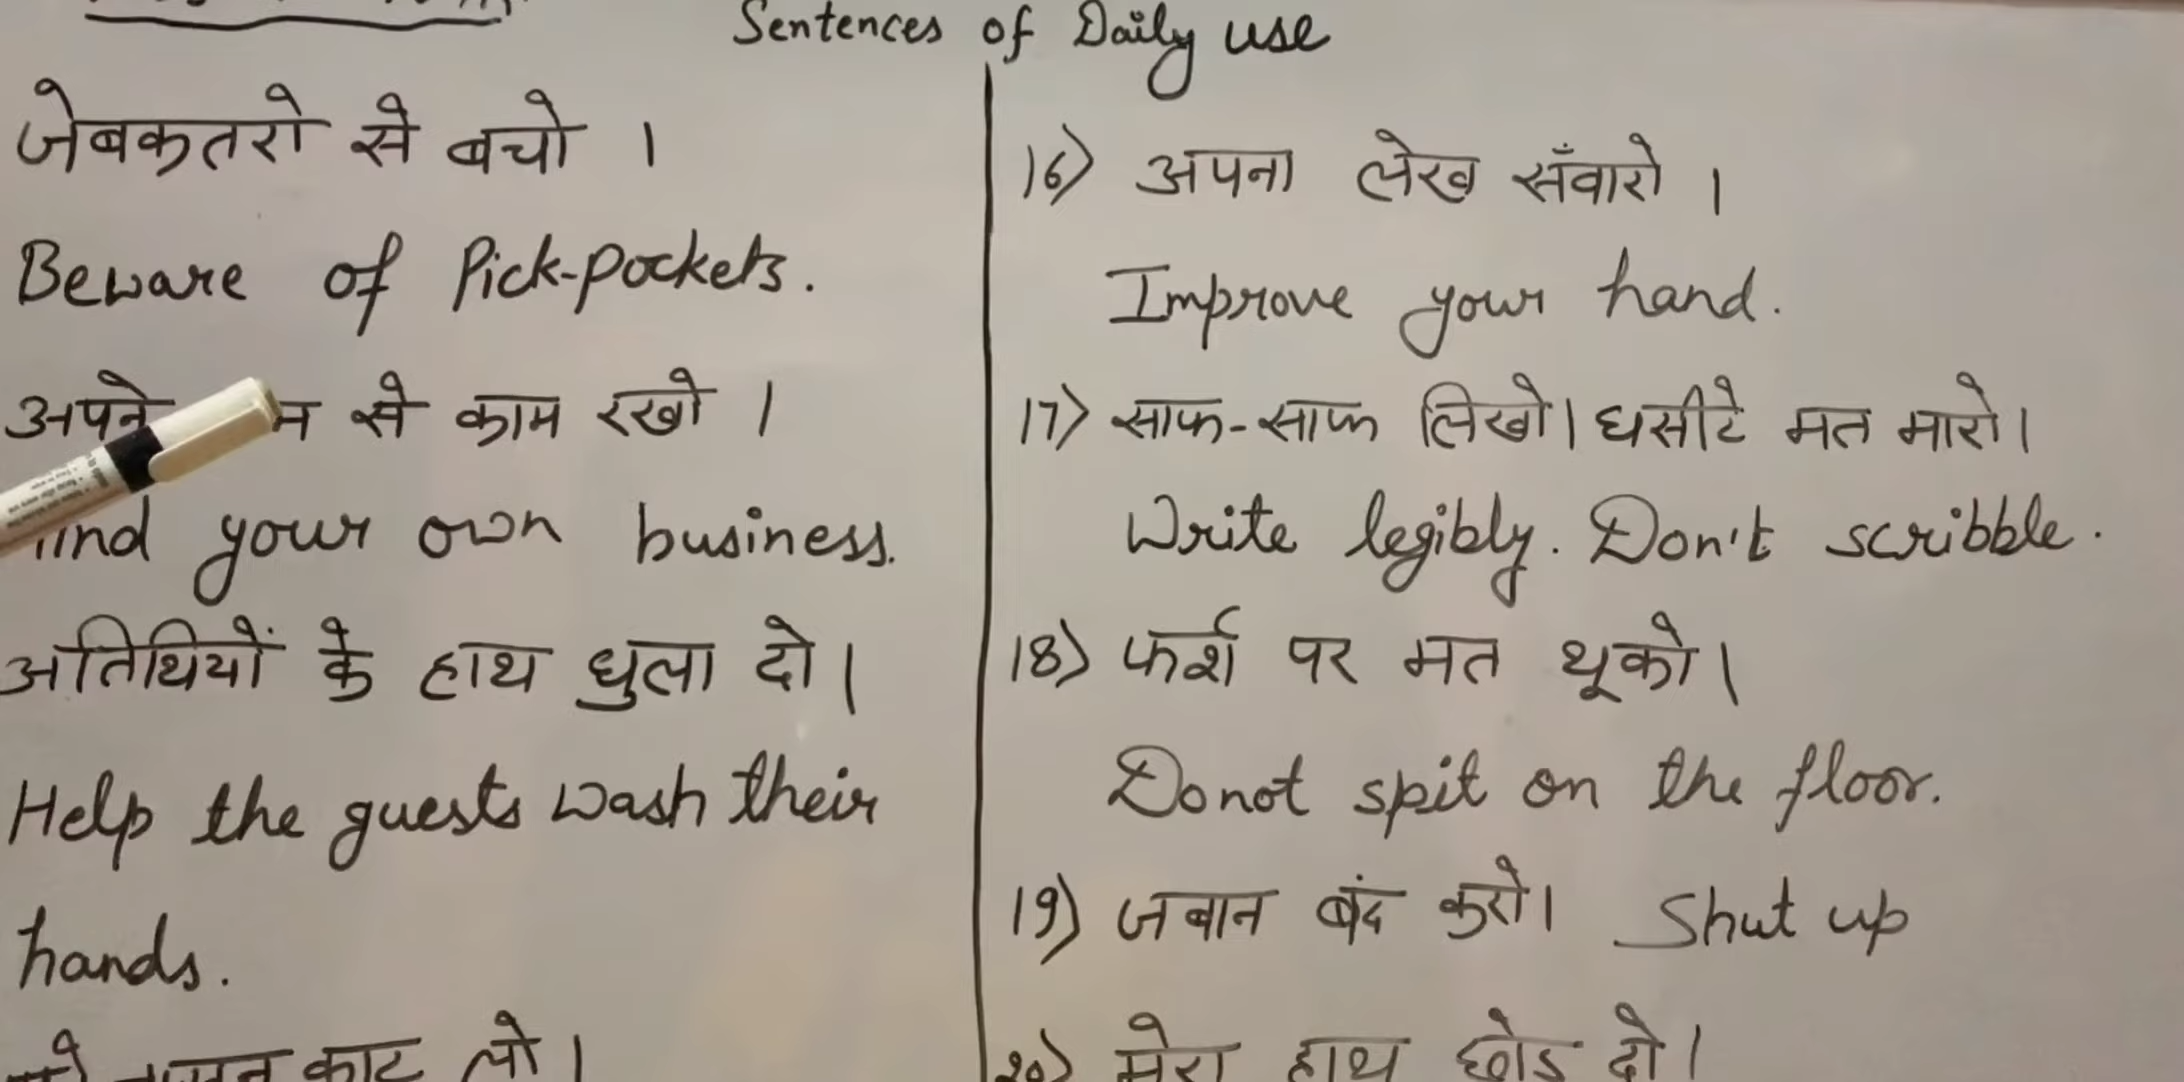 Sentences of Daily use
जेबकतरो से बचो ।
Beware of Pick-pockets.
अपने से काम रखो ।
your own business.
अतिथियों के हाथ धुला दो।
Help the guests wash their
hands.
काट लो।
16) अपना लेख सँवारो ।
Improve your hand.
17) साफ-साफ लिखो। घसीटे मत मारो।
Write legibly. Don't scribble.
18) फर्श पर मत थूको।
Donot spit on the floor.
19) जबान बंद करो। Shut up
20) मेरा हाथ छोड दो।